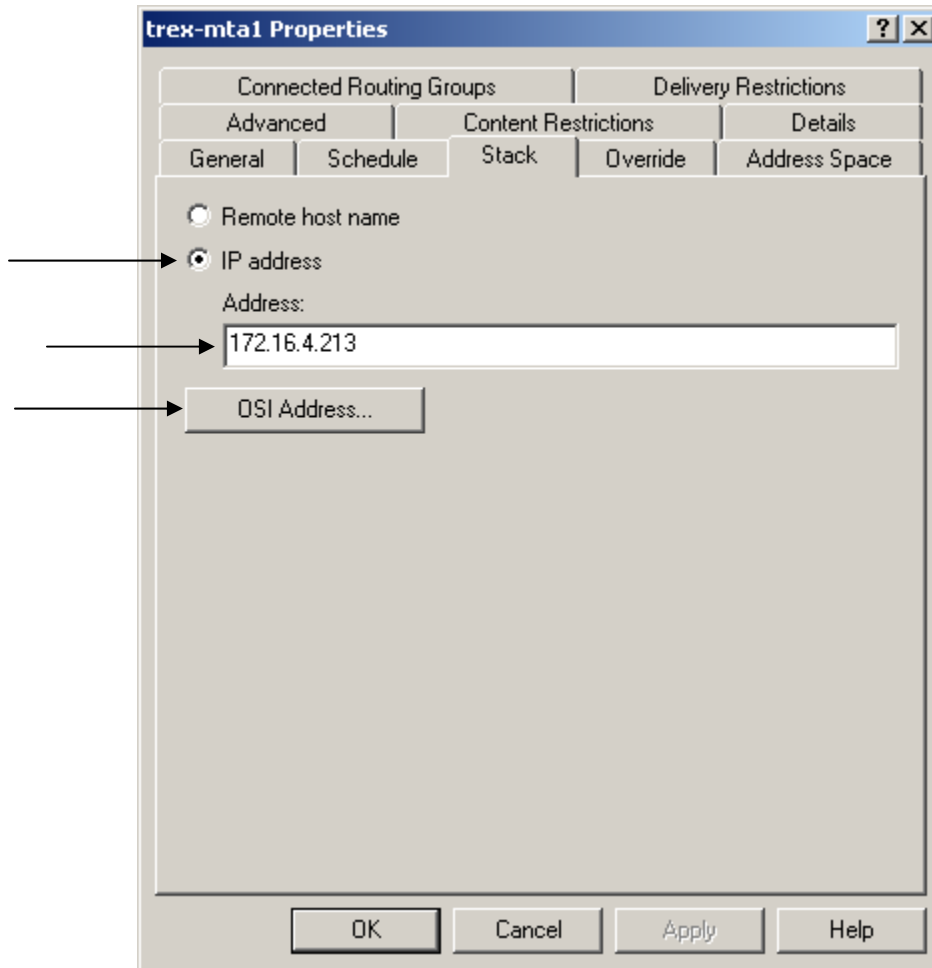 trex-mta1 Properties
Connected Routing Groups Delivery Restrictions
Advanced Content Restrictions Details
General Schedule Stack Override Address Space
Remote host name
IP address
Address:
172.16.4.213
OSI Address...
OK Cancel Apply Help